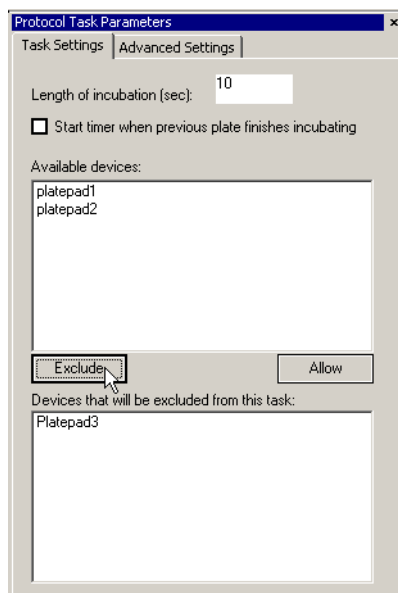 Protocol Task Parameters
Task Settings Advanced Settings
Length of incubation (sec): 10
Start timer when previous plate finishes incubating
Available devices:
platepad1
platepad2
Exclude Allow
Devices that will be excluded from this task:
Platepad3